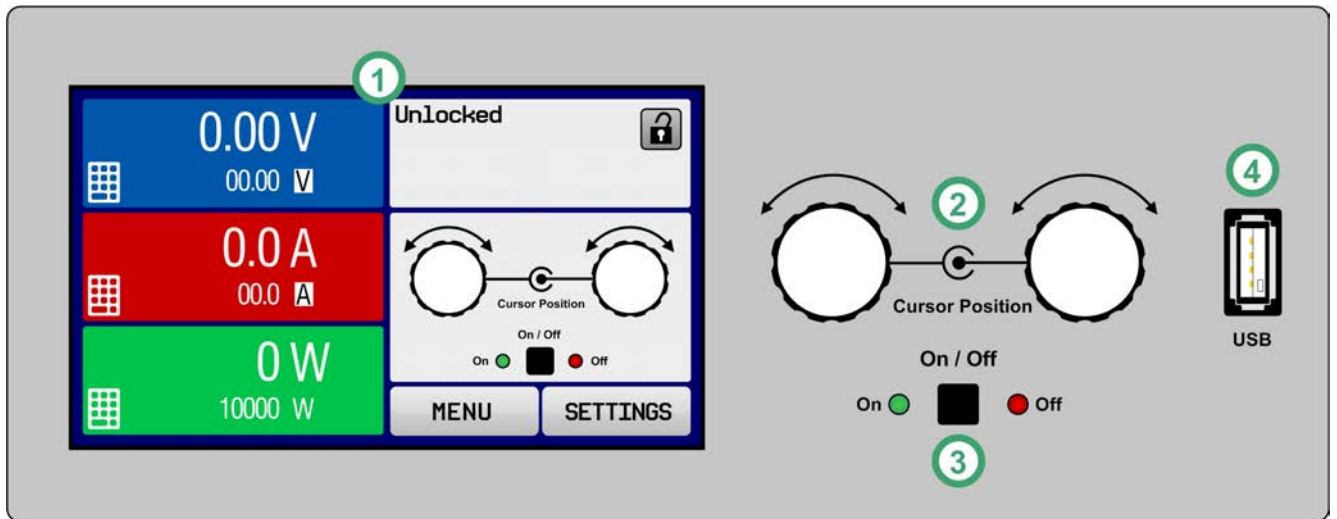 1
0.00 V
00.00 V
0.0 A
00.0 A
0 W
10000 W
Unlocked
Cursor Position
On / Off
On
Off
MENU
SETTINGS
2
Cursor Position
On / Off
On
Off
3
4
USB